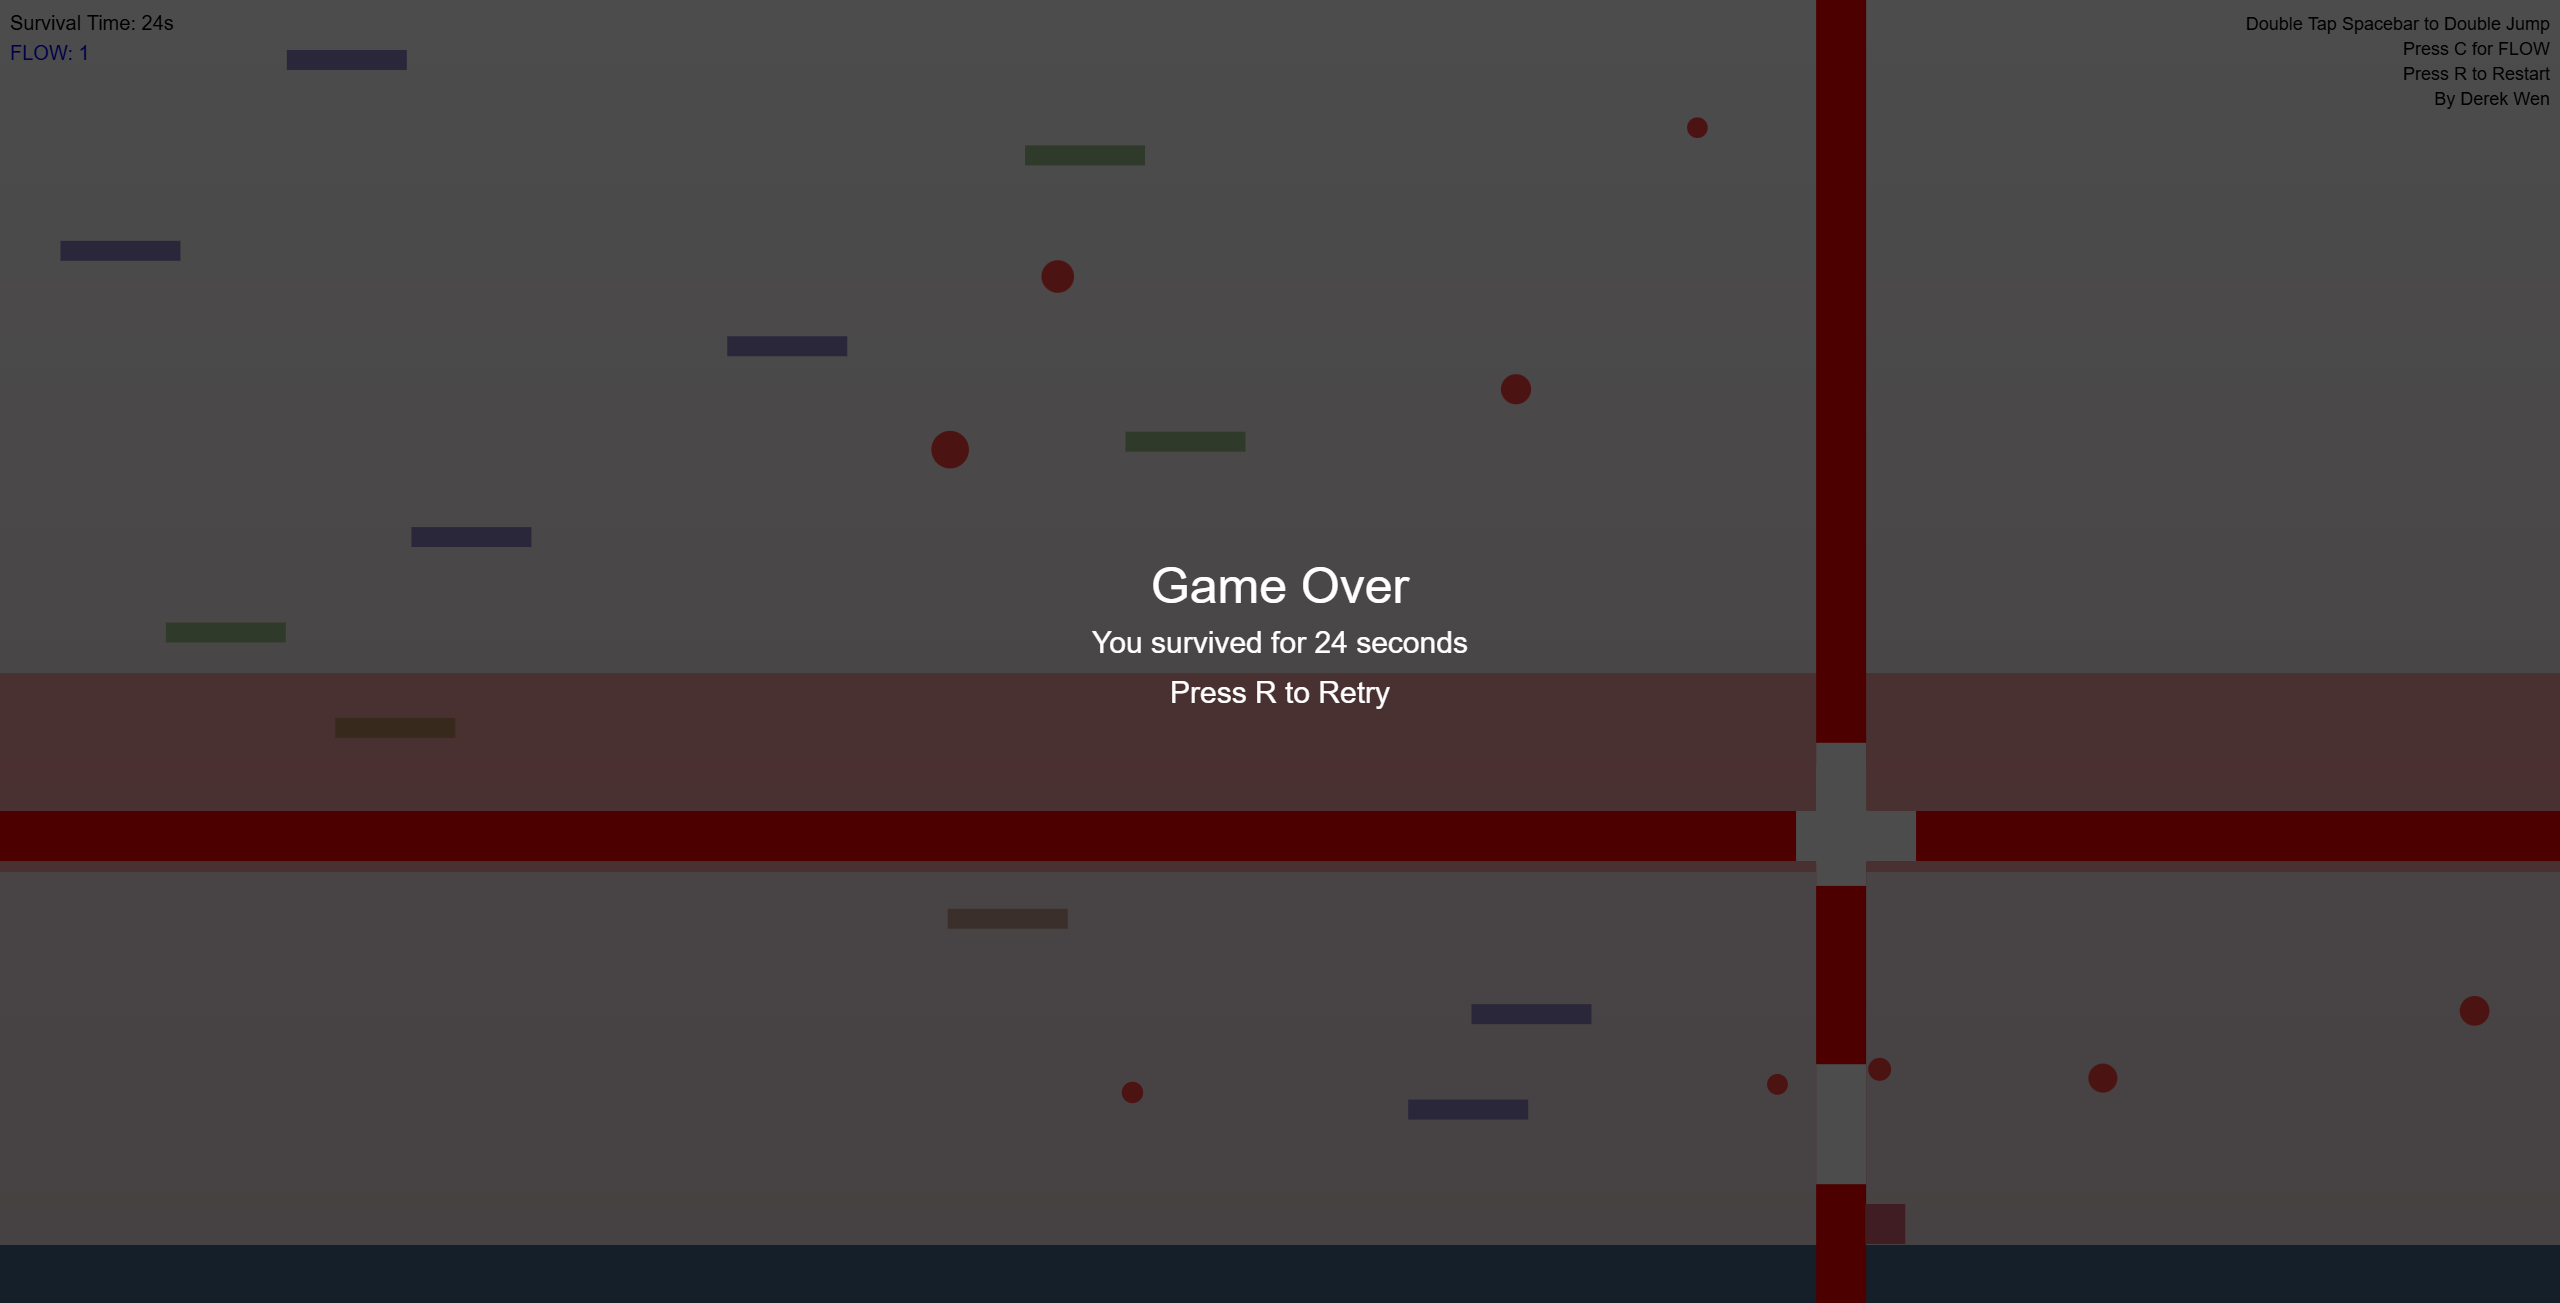 Survival Time: 24s
FLOW: 1
Double Tap Spacebar to Double Jump
Press C for FLOW
Press R to Restart
By Derek Wen
Game Over
You survived for 24 seconds
Press R to Retry